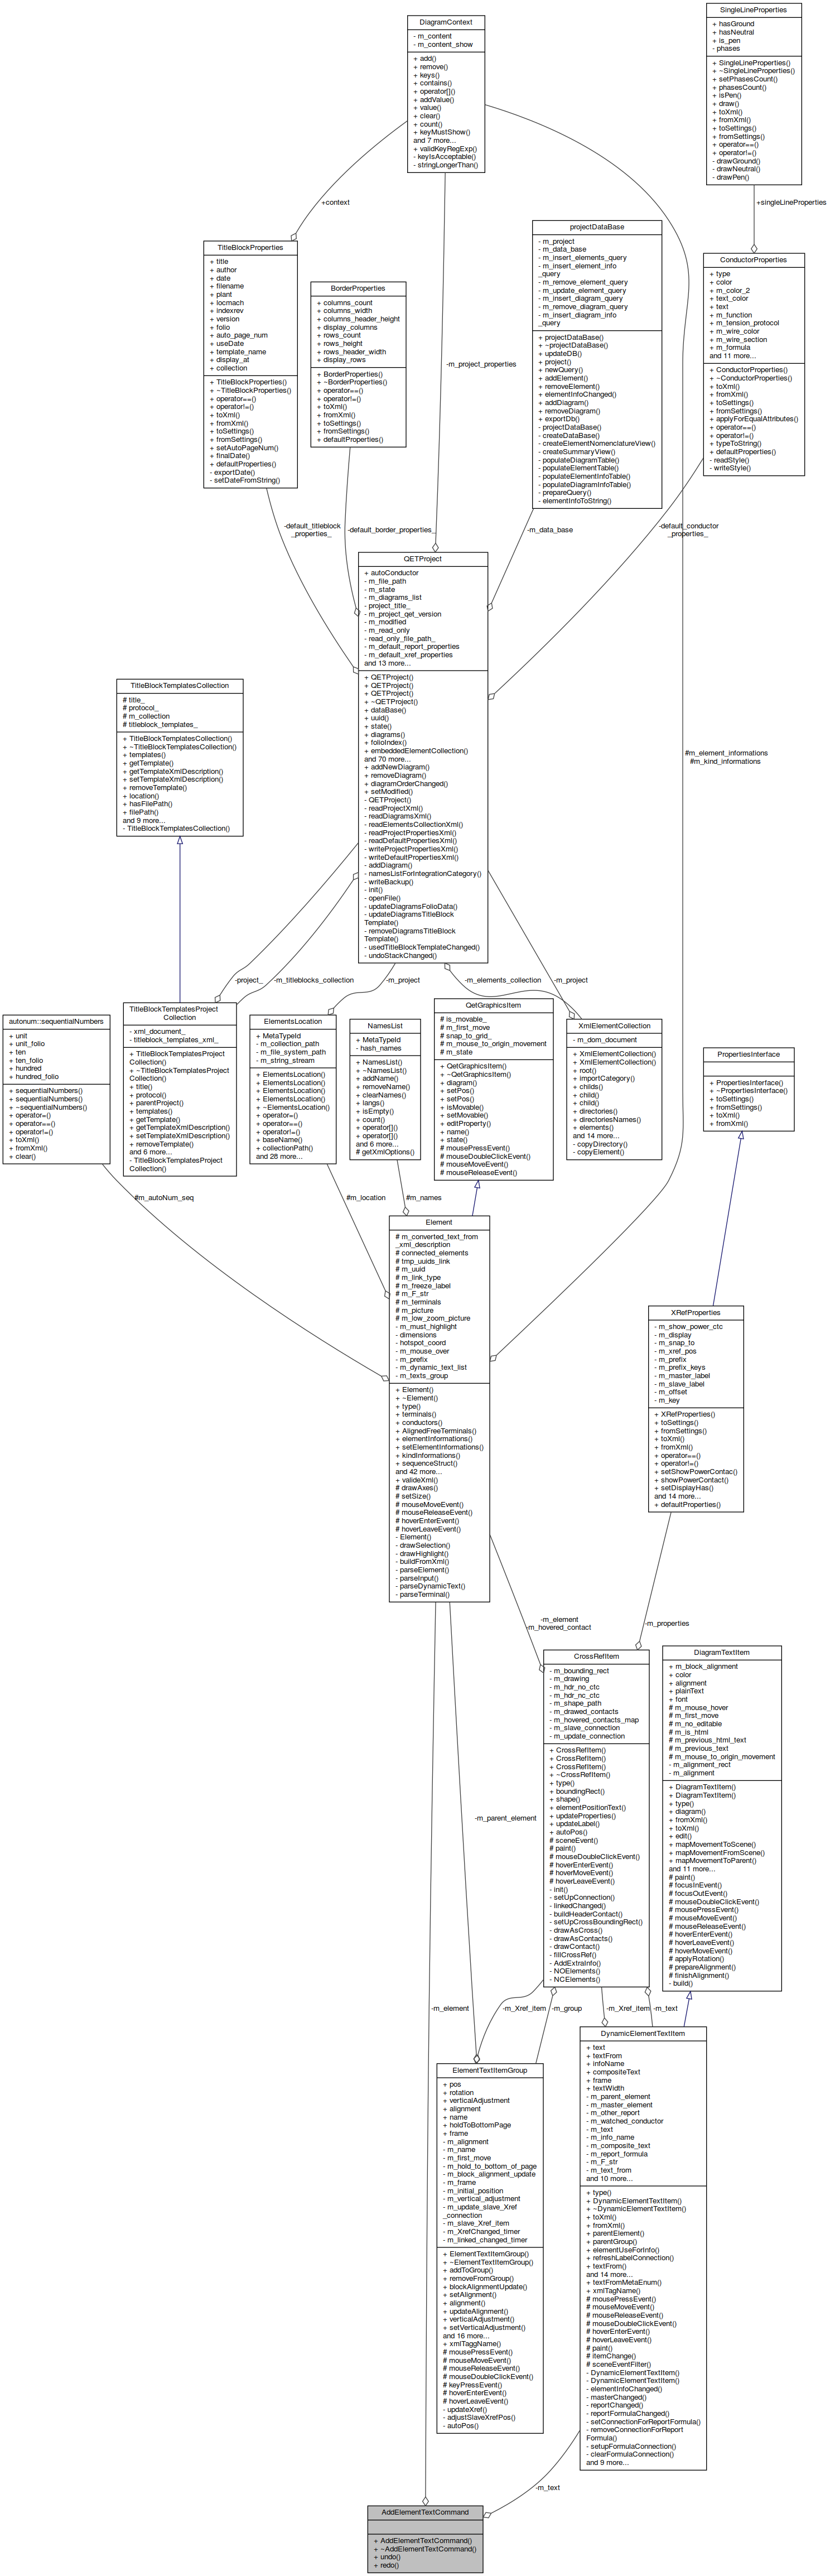 SingleLineProperties
+ hasGround
+ hasNeutral
+ is_pen
- phases
+ SingleLineProperties()
+ ~SingleLineProperties()
+ setPhasesCount()
+ phasesCount()
+ isPen()
+ draw()
+ toXml()
+ fromXml()
+ toSettings()
+ fromSettings()
+ operator==()
+ operator!=()
- drawGround()
- drawNeutral()
- drawPen()
DiagramContext
- m_content
- m_content_show
+ add()
+ remove()
+ keys()
+ contains()
+ operator[]()
+ addValue()
+ value()
+ clear()
+ count()
+ keyMustShow()
and 7 more...
+ validKeyRegExp()
- keyIsAcceptable()
- stringLongerThan()
+context
+singleLineProperties
TitleBlockProperties
+ title
+ author
+ date
+ filename
+ plant
+ locmach
+ indexrev
+ version
+ folio
+ auto_page_num
+ useDate
+ template_name
+ display_at
+ collection
+ TitleBlockProperties()
+ ~TitleBlockProperties()
+ operator==()
+ operator!=()
+ toXml()
+ fromXml()
+ toSettings()
+ fromSettings()
+ setAutoPageNum()
+ finalDate()
+ defaultProperties()
- exportDate()
- setDateFromString()
BorderProperties
+ columns_count
+ columns_width
+ columns_header_height
+ display_columns
+ rows_count
+ rows_height
+ rows_header_width
+ display_rows
+ BorderProperties()
+ ~BorderProperties()
+ operator==()
+ operator!=()
+ toXml()
+ fromXml()
+ toSettings()
+ fromSettings()
+ defaultProperties()
-m_project_properties
projectDataBase
- m_project
- m_data_base
- m_insert_elements_query
- m_insert_element_info
_query
- m_remove_element_query
- m_update_element_query
- m_insert_diagram_query
- m_remove_diagram_query
- m_insert_diagram_info
_query
+ projectDataBase()
+ ~projectDataBase()
+ updateDB()
+ project()
+ newQuery()
+ addElement()
+ removeElement()
+ elementInfoChanged()
+ addDiagram()
+ removeDiagram()
+ exportDb()
- projectDataBase()
- createDataBase()
- createElementNomenclatureView()
- createSummaryView()
- populateDiagramTable()
- populateElementTable()
- populateElementInfoTable()
- populateDiagramInfoTable()
- prepareQuery()
- elementInfoToString()
ConductorProperties
+ type
+ color
+ m_color_2
+ text_color
+ text
+ m_function
+ m_tension_protocol
+ m_wire_color
+ m_wire_section
+ m_formula
and 11 more...
+ ConductorProperties()
+ ~ConductorProperties()
+ toXml()
+ fromXml()
+ toSettings()
+ fromSettings()
+ applyForEqualAttributes()
+ operator==()
+ operator!=()
+ typeToString()
+ defaultProperties()
- readStyle()
- writeStyle()
-default_titleblock
_properties_
-default_border_properties_
-m_data_base
-default_conductor
_properties_
QETProject
+ autoConductor
- m_file_path
- m_state
- m_diagrams_list
- project_title_
- m_project_qet_version
- m_modified
- m_read_only
- read_only_file_path_
- m_default_report_properties
- m_default_xref_properties
and 13 more...
+ QETProject()
+ QETProject()
+ QETProject()
+ ~QETProject()
+ dataBase()
+ uuid()
+ state()
+ diagrams()
+ folioIndex()
+ embeddedElementCollection()
and 70 more...
+ addNewDiagram()
+ removeDiagram()
+ diagramOrderChanged()
+ setModified()
- QETProject()
- readProjectXml()
- readDiagramsXml()
- readElementsCollectionXml()
- readProjectPropertiesXml()
- readDefaultPropertiesXml()
- writeProjectPropertiesXml()
- writeDefaultPropertiesXml()
- addDiagram()
- namesListForIntegrationCategory()
- writeBackup()
- init()
- openFile()
- updateDiagramsFolioData()
- updateDiagramsTitleBlock
Template()
- removeDiagramsTitleBlock
Template()
- usedTitleBlockTemplateChanged()
- undoStackChanged()
TitleBlockTemplatesCollection
# title_
# protocol_
# m_collection
# titleblock_templates_
+ TitleBlockTemplatesCollection()
+ ~TitleBlockTemplatesCollection()
+ templates()
+ getTemplate()
+ getTemplateXmlDescription()
+ setTemplateXmlDescription()
+ removeTemplate()
+ location()
+ hasFilePath()
+ filePath()
and 9 more...
- TitleBlockTemplatesCollection()
#m_element_informations
#m_kind_informations
-project_
-m_titleblocks_collection
-m_project
-m_elements_collection
-m_project
autonum::sequentialNumbers
+ unit
+ unit_folio
+ ten
+ ten_folio
+ hundred
+ hundred_folio
+ sequentialNumbers()
+ sequentialNumbers()
+ ~sequentialNumbers()
+ operator=()
+ operator==()
+ operator!=()
+ toXml()
+ fromXml()
+ clear()
TitleBlockTemplatesProject
Collection
- xml_document_
- titleblock_templates_xml_
+ TitleBlockTemplatesProject
Collection()
+ ~TitleBlockTemplatesProject
Collection()
+ title()
+ protocol()
+ parentProject()
+ templates()
+ getTemplate()
+ getTemplateXmlDescription()
+ setTemplateXmlDescription()
+ removeTemplate()
and 6 more...
- TitleBlockTemplatesProject
Collection()
ElementsLocation
+ MetaTypeId
- m_collection_path
- m_file_system_path
- m_string_stream
+ ElementsLocation()
+ ElementsLocation()
+ ElementsLocation()
+ ElementsLocation()
+ ~ElementsLocation()
+ operator=()
+ operator==()
+ operator!=()
+ baseName()
+ collectionPath()
and 26 more...
NamesList
+ MetaTypeId
- hash_names
+ NamesList()
+ ~NamesList()
+ addName()
+ removeName()
+ clearNames()
+ langs()
+ isEmpty()
+ count()
+ operator[]()
+ operator[]()
and 6 more...
# getXmlOptions()
QetGraphicsItem
# is_movable_
# m_first_move
# snap_to_grid_
# m_mouse_to_origin_movement
# m_state
+ QetGraphicsItem()
+ ~QetGraphicsItem()
+ diagram()
+ setPos()
+ setPos()
+ isMovable()
+ setMovable()
+ editProperty()
+ name()
+ state()
# mousePressEvent()
# mouseDoubleClickEvent()
# mouseMoveEvent()
# mouseReleaseEvent()
XmlElementCollection
- m_dom_document
+ XmlElementCollection()
+ XmlElementCollection()
+ root()
+ importCategory()
+ childs()
+ child()
+ child()
+ directories()
+ directoriesNames()
+ elements()
and 14 more...
- copyDirectory()
- copyElement()
PropertiesInterface
+ PropertiesInterface()
+ ~PropertiesInterface()
+ toSettings()
+ fromSettings()
+ toXml()
+ fromXml()
#m_autoNum_seq
#m_location
#m_names
Element
# m_converted_text_from
_xml_description
# connected_elements
# tmp_uuids_link
# m_uuid
# m_link_type
# m_freeze_label
# m_F_str
# m_terminals
# m_picture
# m_low_zoom_picture
- m_must_highlight
- dimensions
- hotspot_coord
- m_mouse_over
- m_prefix
- m_dynamic_text_list
- m_texts_group
+ Element()
+ ~Element()
+ type()
+ terminals()
+ conductors()
+ AlignedFreeTerminals()
+ elementInformations()
+ setElementInformations()
+ kindInformations()
+ sequenceStruct()
and 42 more...
+ valideXml()
# drawAxes()
# setSize()
# mouseMoveEvent()
# mouseReleaseEvent()
# hoverEnterEvent()
# hoverLeaveEvent()
- Element()
- drawSelection()
- drawHighlight()
- buildFromXml()
- parseElement()
- parseInput()
- parseDynamicText()
- parseTerminal()
XRefProperties
- m_show_power_ctc
- m_display
- m_snap_to
- m_xref_pos
- m_prefix
- m_prefix_keys
- m_master_label
- m_slave_label
- m_offset
- m_key
+ XRefProperties()
+ toSettings()
+ fromSettings()
+ toXml()
+ fromXml()
+ operator==()
+ operator!=()
+ setShowPowerContac()
+ showPowerContact()
+ setDisplayHas()
and 14 more...
+ defaultProperties()
-m_element
-m_hovered_contact
-m_properties
CrossRefItem
- m_bounding_rect
- m_drawing
- m_hdr_no_ctc
- m_hdr_nc_ctc
- m_shape_path
- m_drawed_contacts
- m_hovered_contacts_map
- m_slave_connection
- m_update_connection
+ CrossRefItem()
+ CrossRefItem()
+ CrossRefItem()
+ ~CrossRefItem()
+ type()
+ boundingRect()
+ shape()
+ elementPositionText()
+ updateProperties()
+ updateLabel()
+ autoPos()
# sceneEvent()
# paint()
# mouseDoubleClickEvent()
# hoverEnterEvent()
# hoverMoveEvent()
# hoverLeaveEvent()
- init()
- setUpConnection()
- linkedChanged()
- buildHeaderContact()
- setUpCrossBoundingRect()
- drawAsCross()
- drawAsContacts()
- drawContact()
- fillCrossRef()
- AddExtraInfo()
- NOElements()
- NCElements()
DiagramTextItem
+ m_block_alignment
+ color
+ alignment
+ plainText
+ font
# m_mouse_hover
# m_first_move
# m_no_editable
# m_is_html
# m_previous_html_text
# m_previous_text
# m_mouse_to_origin_movement
- m_alignment_rect
- m_alignment
+ DiagramTextItem()
+ DiagramTextItem()
+ type()
+ diagram()
+ fromXml()
+ toXml()
+ edit()
+ mapMovementToScene()
+ mapMovementFromScene()
+ mapMovementToParent()
and 11 more...
# paint()
# focusInEvent()
# focusOutEvent()
# mouseDoubleClickEvent()
# mousePressEvent()
# mouseMoveEvent()
# mouseReleaseEvent()
# hoverEnterEvent()
# hoverLeaveEvent()
# hoverMoveEvent()
# applyRotation()
# prepareAlignment()
# finishAlignment()
- build()
-m_parent_element
-m_element
-m_Xref_item
-m_group
-m_Xref_item
-m_text
ElementTextItemGroup
+ pos
+ rotation
+ verticalAdjustment
+ alignment
+ name
+ holdToBottomPage
+ frame
- m_alignment
- m_name
- m_first_move
- m_hold_to_bottom_of_page
- m_block_alignment_update
- m_frame
- m_initial_position
- m_vertical_adjustment
- m_update_slave_Xref
_connection
- m_slave_Xref_item
- m_XrefChanged_timer
- m_linked_changed_timer
+ ElementTextItemGroup()
+ ~ElementTextItemGroup()
+ addToGroup()
+ removeFromGroup()
+ blockAlignmentUpdate()
+ setAlignment()
+ alignment()
+ updateAlignment()
+ verticalAdjustment()
+ setVerticalAdjustment()
and 16 more...
+ xmlTaggName()
# mousePressEvent()
# mouseMoveEvent()
# mouseReleaseEvent()
# mouseDoubleClickEvent()
# keyPressEvent()
# hoverEnterEvent()
# hoverLeaveEvent()
- updateXref()
- adjustSlaveXrefPos()
- autoPos()
DynamicElementTextItem
+ text
+ textFrom
+ infoName
+ compositeText
+ frame
+ textWidth
- m_parent_element
- m_master_element
- m_other_report
- m_watched_conductor
- m_text
- m_info_name
- m_composite_text
- m_report_formula
- m_F_str
- m_text_from
and 10 more...
+ type()
+ DynamicElementTextItem()
+ ~DynamicElementTextItem()
+ toXml()
+ fromXml()
+ parentElement()
+ parentGroup()
+ elementUseForInfo()
+ refreshLabelConnection()
+ textFrom()
and 14 more...
+ textFromMetaEnum()
+ xmlTagName()
# mousePressEvent()
# mouseMoveEvent()
# mouseReleaseEvent()
# mouseDoubleClickEvent()
# hoverEnterEvent()
# hoverLeaveEvent()
# paint()
# itemChange()
# sceneEventFilter()
- DynamicElementTextItem()
- DynamicElementTextItem()
- elementInfoChanged()
- masterChanged()
- reportChanged()
- reportFormulaChanged()
- setConnectionForReportFormula()
- removeConnectionForReport
Formula()
- setupFormulaConnection()
- clearFormulaConnection()
and 9 more...
-m_text
AddElementTextCommand
+ AddElementTextCommand()
+ ~AddElementTextCommand()
+ undo()
+ redo()